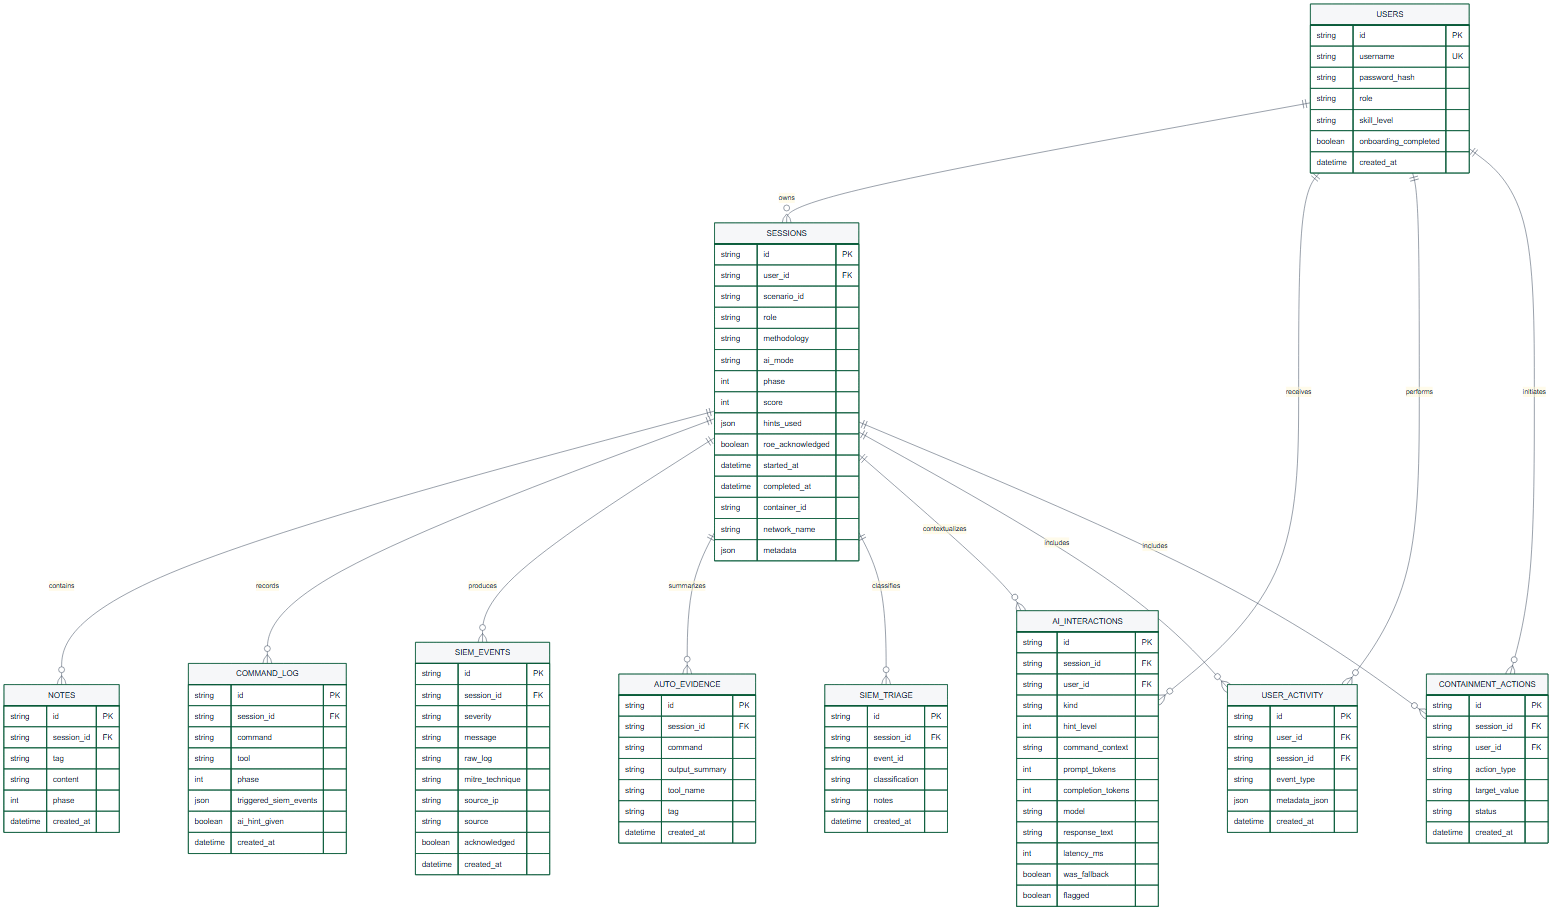 USERS
string id PK
string username UK
string password_hash
string role
string skill_level
boolean onboarding_completed
datetime created_at
owns
SESSIONS
string id PK
string user_id FK
string scenario_id
string role
string methodology
string ai_mode
int phase
int score
json hints_used
boolean roe_acknowledged
datetime started_at
datetime completed_at
string container_id
string network_name
json metadata
receives
performs
initiates
contextualizes
includes
includes
contains
records
produces
summarizes
classifies
NOTES
string id PK
string session_id FK
string tag
string content
int phase
datetime created_at
COMMAND_LOG
string id PK
string session_id FK
string command
string tool
int phase
json triggered_siem_events
boolean ai_hint_given
datetime created_at
SIEM_EVENTS
string id PK
string session_id FK
string severity
string message
string raw_log
string mitre_technique
string source_ip
string source
boolean acknowledged
datetime created_at
AUTO_EVIDENCE
string id PK
string session_id FK
string command
string output_summary
string tool_name
string tag
datetime created_at
SIEM_TRIAGE
string id PK
string session_id FK
string event_id
string classification
string notes
datetime created_at
AI_INTERACTIONS
string id PK
string session_id FK
string user_id FK
string kind
int hint_level
string command_context
int prompt_tokens
int completion_tokens
string model
string response_text
int latency_ms
boolean was_fallback
boolean flagged
USER_ACTIVITY
string id PK
string user_id FK
string session_id FK
string event_type
json metadata_json
datetime created_at
CONTAINMENT_ACTIONS
string id PK
string session_id FK
string user_id FK
string action_type
string target_value
string status
datetime created_at